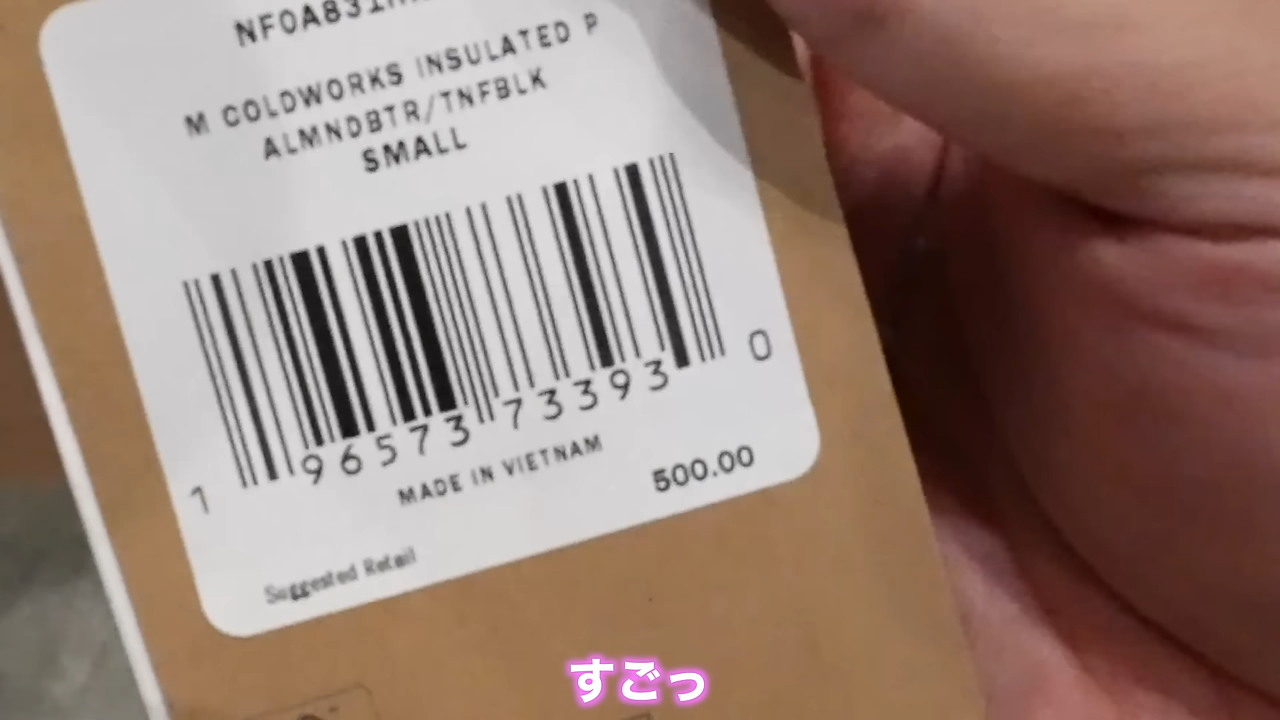 NF0A831
M COLDWORKS INSULATED P
ALMNDBTR/TNFBLK
SMALL
1 96573 73393 0
MADE IN VIETNAM
500.00
Suggested Retail
すごっ